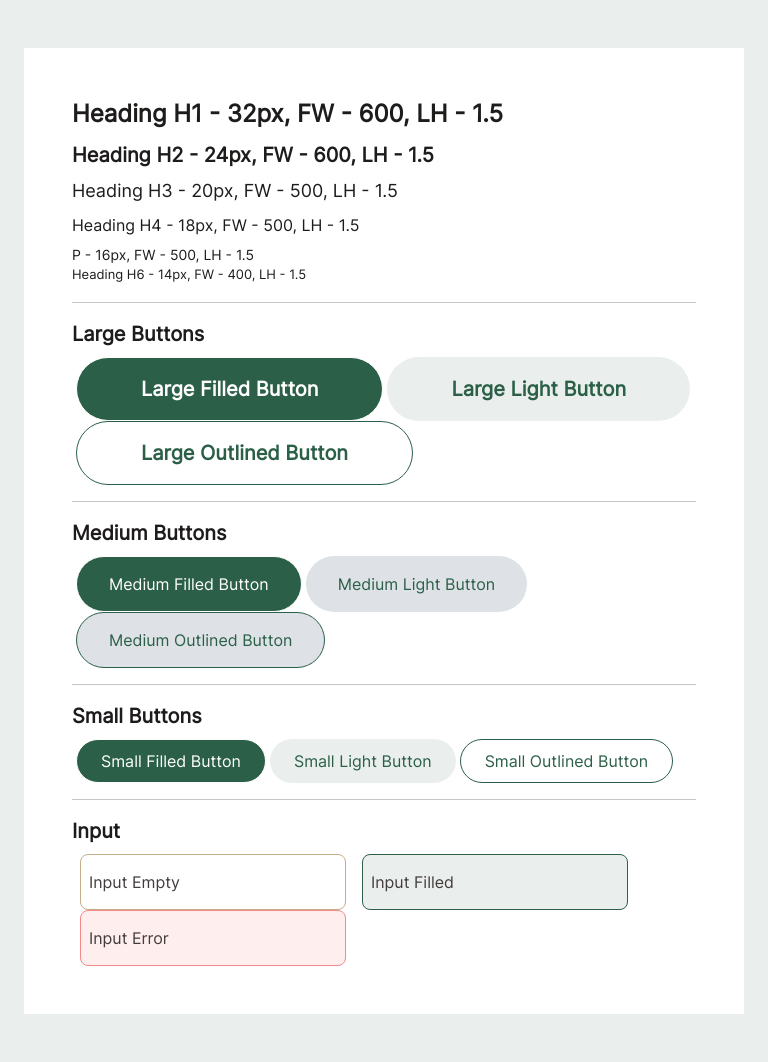 Heading H1 - 32px, FW - 600, LH - 1.5
Heading H2 - 24px, FW - 600, LH - 1.5
Heading H3 - 20px, FW - 500, LH - 1.5
Heading H4 - 18px, FW - 500, LH - 1.5
P - 16px, FW - 500, LH - 1.5
Heading H6 - 14px, FW - 400, LH - 1.5
Large Buttons
Large Filled Button
Large Light Button
Large Outlined Button
Medium Buttons
Medium Filled Button
Medium Light Button
Medium Outlined Button
Small Buttons
Small Filled Button
Small Light Button
Small Outlined Button
Input
Input Empty
Input Filled
Input Error